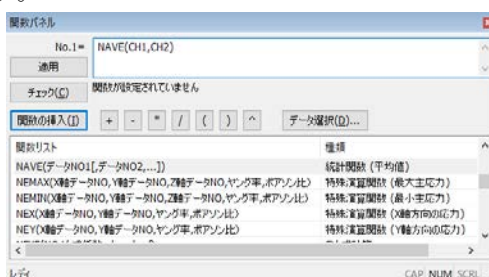 関数パネル
No.1= NAVE(CH1,CH2)
適用
チェック(C) 関数が設定されていません
関数の挿入(I) + - * / ( ) ^ データ選択(D)...
関数リスト 種類
NAVE(データNO1[,データNO2,...]) 統計関数 (平均値)
NEMAX(X軸データNO,Y軸データNO,Z軸データNO,ヤング率,ポアソン比) 特殊演算関数 (最大主応力)
NEMIN(X軸データNO,Y軸データNO,Z軸データNO,ヤング率,ポアソン比) 特殊演算関数 (最小主応力)
NEX(X軸データNO,Y軸データNO,ヤング率,ポアソン比) 特殊演算関数 (X軸方向の応力)
NEY(X軸データNO,Y軸データNO,ヤング率,ポアソン比) 特殊演算関数 (Y軸方向の応力)
レディ CAP NUM SCRL